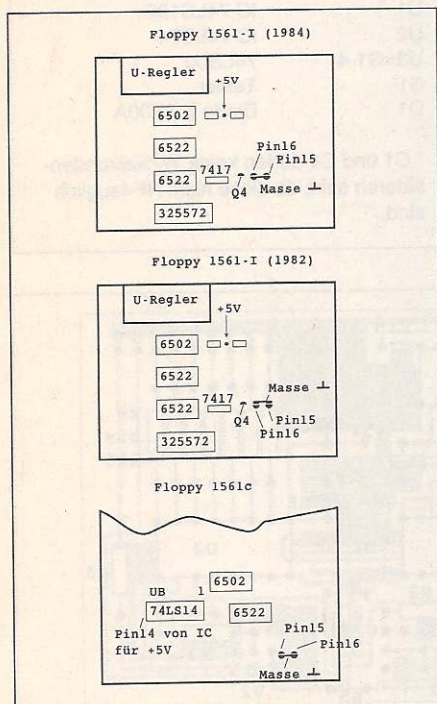 U2
D1
Floppy 1561-I (1984)
U-Regler
+5V
6502
6522
Pin16
7417
Pin15
6522
Q4
Masse ⊥
325572
Floppy 1561-I (1982)
U-Regler
+5V
6502
6522
Masse ⊥
7417
6522
Q4
Pin15
Pin16
325572
Floppy 1561c
6502
UB 1
74LS14
6522
Pin14 von IC
für +5V
Pin15
Pin16
Masse ⊥